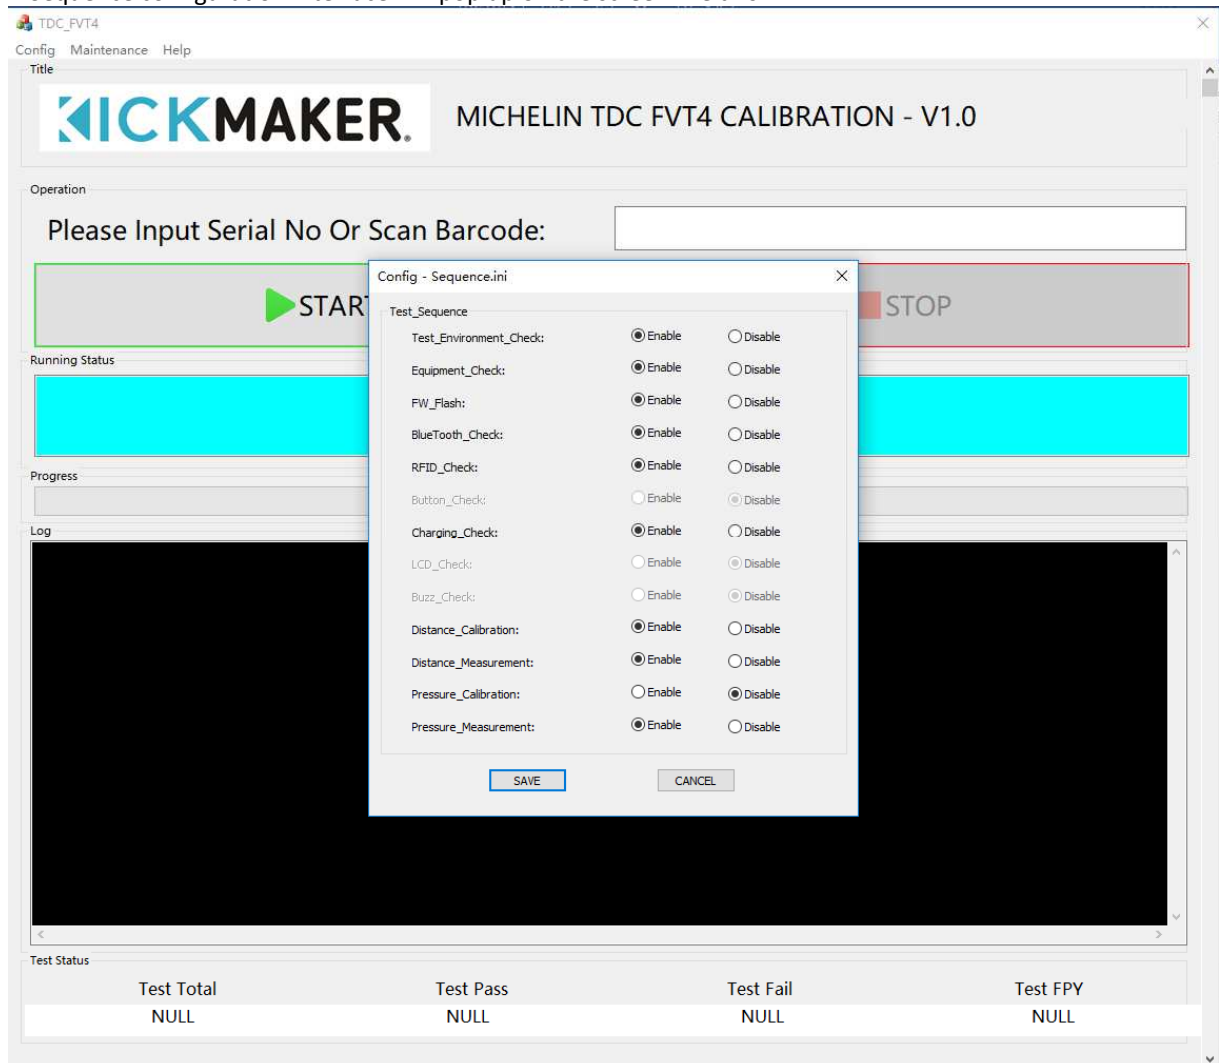 TDC_FVT4
Config Maintenance Help
Title
KICKMAKER. MICHELIN TDC FVT4 CALIBRATION - V1.0
Operation
Please Input Serial No Or Scan Barcode:
START STOP
Config - Sequence.ini
Test_Sequence
Test_Environment_Check: Enable Disable
Equipment_Check: Enable Disable
FW_Flash: Enable Disable
BlueTooth_Check: Enable Disable
RFID_Check: Enable Disable
Button_Check: Enable Disable
Charging_Check: Enable Disable
LCD_Check: Enable Disable
Buzz_Check: Enable Disable
Distance_Calibration: Enable Disable
Distance_Measurement: Enable Disable
Pressure_Calibration: Enable Disable
Pressure_Measurement: Enable Disable
SAVE CANCEL
Running Status
Progress
Log
Test Status
Test Total Test Pass Test Fail Test FPY
NULL NULL NULL NULL